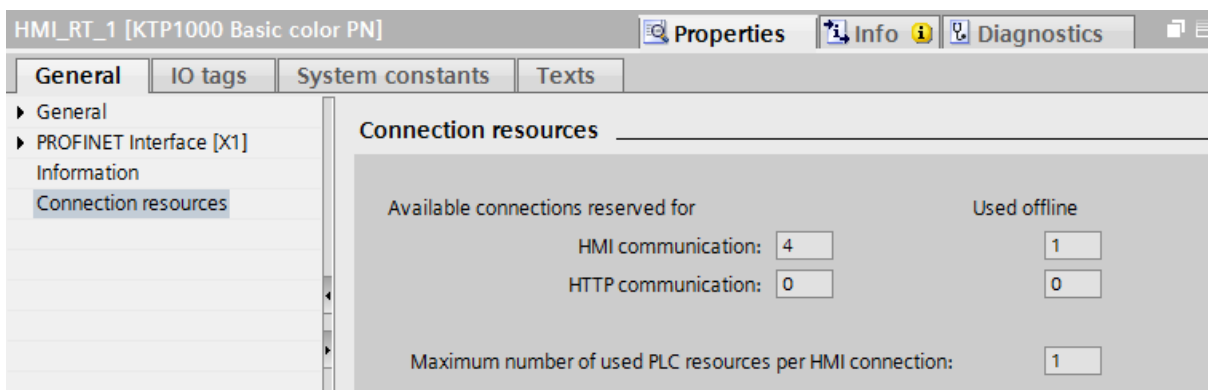 HMI_RT_1 [KTP1000 Basic color PN]
Properties
Info
Diagnostics
General
IO tags
System constants
Texts
General
PROFINET Interface [X1]
Information
Connection resources
Connection resources
Available connections reserved for
Used offline
HMI communication: 4 1
HTTP communication: 0 0
Maximum number of used PLC resources per HMI connection: 1